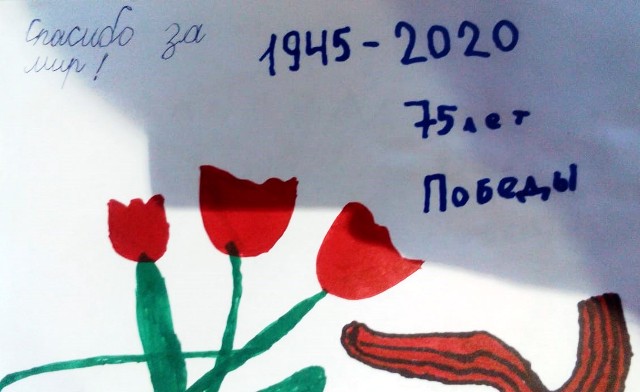 Спасибо за
мир!
1945-2020
75 лет
Победы